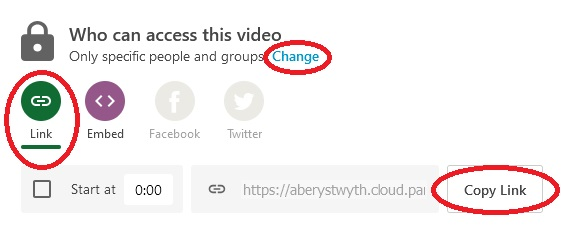 Who can access this video
Only specific people and groups Change
Link Embed Facebook Twitter
Start at 0:00 https://aberystwyth.cloud.pan Copy Link